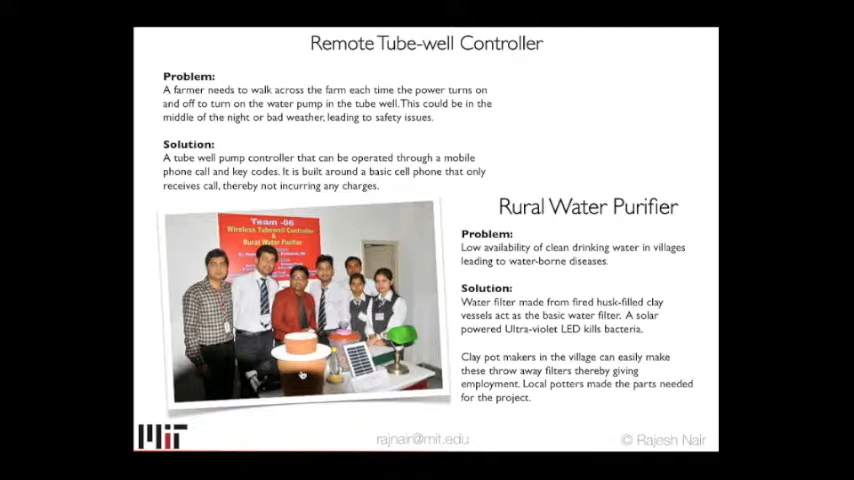 Remote Tube-well Controller
Problem:
A farmer needs to walk across the farm each time the power turns on
and off to turn on the water pump in the tube well. This could be in the
middle of the night or bad weather, leading to safety issues.
Solution:
A tube well pump controller that can be operated through a mobile
phone call and key codes. It is built around a basic cell phone that only
receives call, thereby not incurring any charges.
Team -06
Wireless Tubewell Controller
&
Rural Water Purifier
Rural Water Purifier
Problem:
Low availability of clean drinking water in villages
leading to water-borne diseases.
Solution:
Water filter made from fired husk-filled clay
vessels act as the basic water filter. A solar
powered Ultra-violet LED kills bacteria.
Clay pot makers in the village can easily make
these throw away filters thereby giving
employment. Local potters made the parts needed
for the project.
MIT
rajnair@mit.edu
© Rajesh Nair